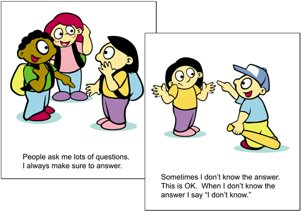 People ask me lots of questions.
I always make sure to answer.
Sometimes I don't know the answer.
This is OK.  When I don't know the
answer I say "I don't know."